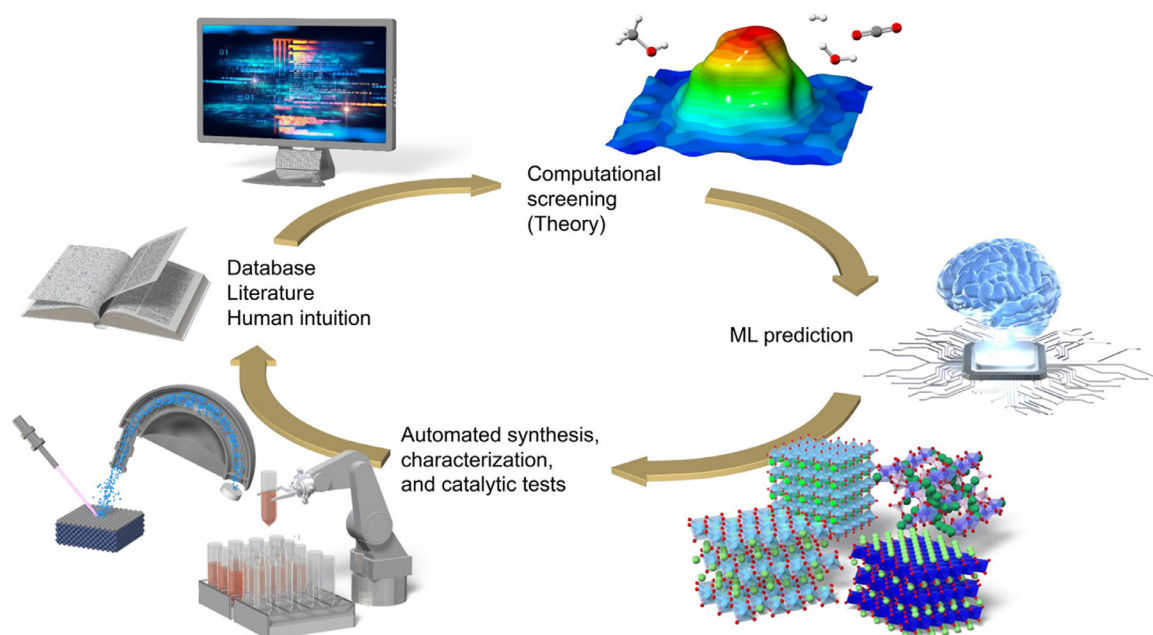 Computational
screening
(Theory)
Database
Literature
Human intuition
ML prediction
Automated synthesis,
characterization,
and catalytic tests